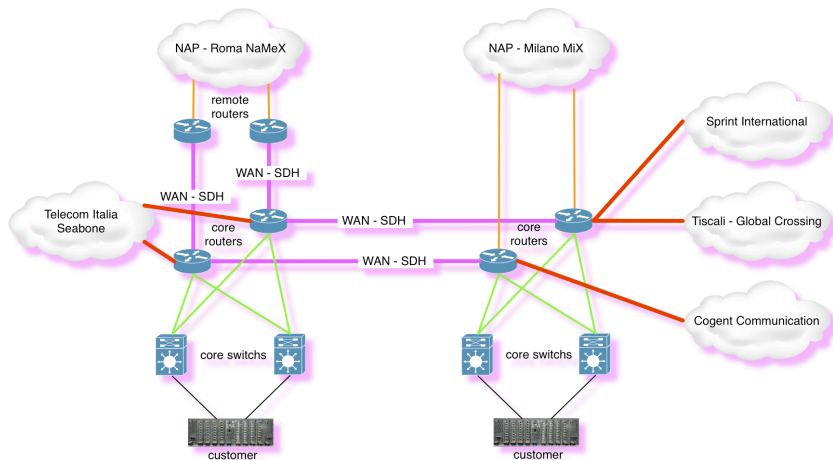 NAP - Roma NaMeX
NAP - Milano MiX
remote
routers
Sprint International
WAN - SDH
WAN - SDH
Telecom Italia
Seabone
core
routers
WAN - SDH
core
routers
Tiscali - Global Crossing
WAN - SDH
Cogent Communication
core switchs
core switchs
customer
customer